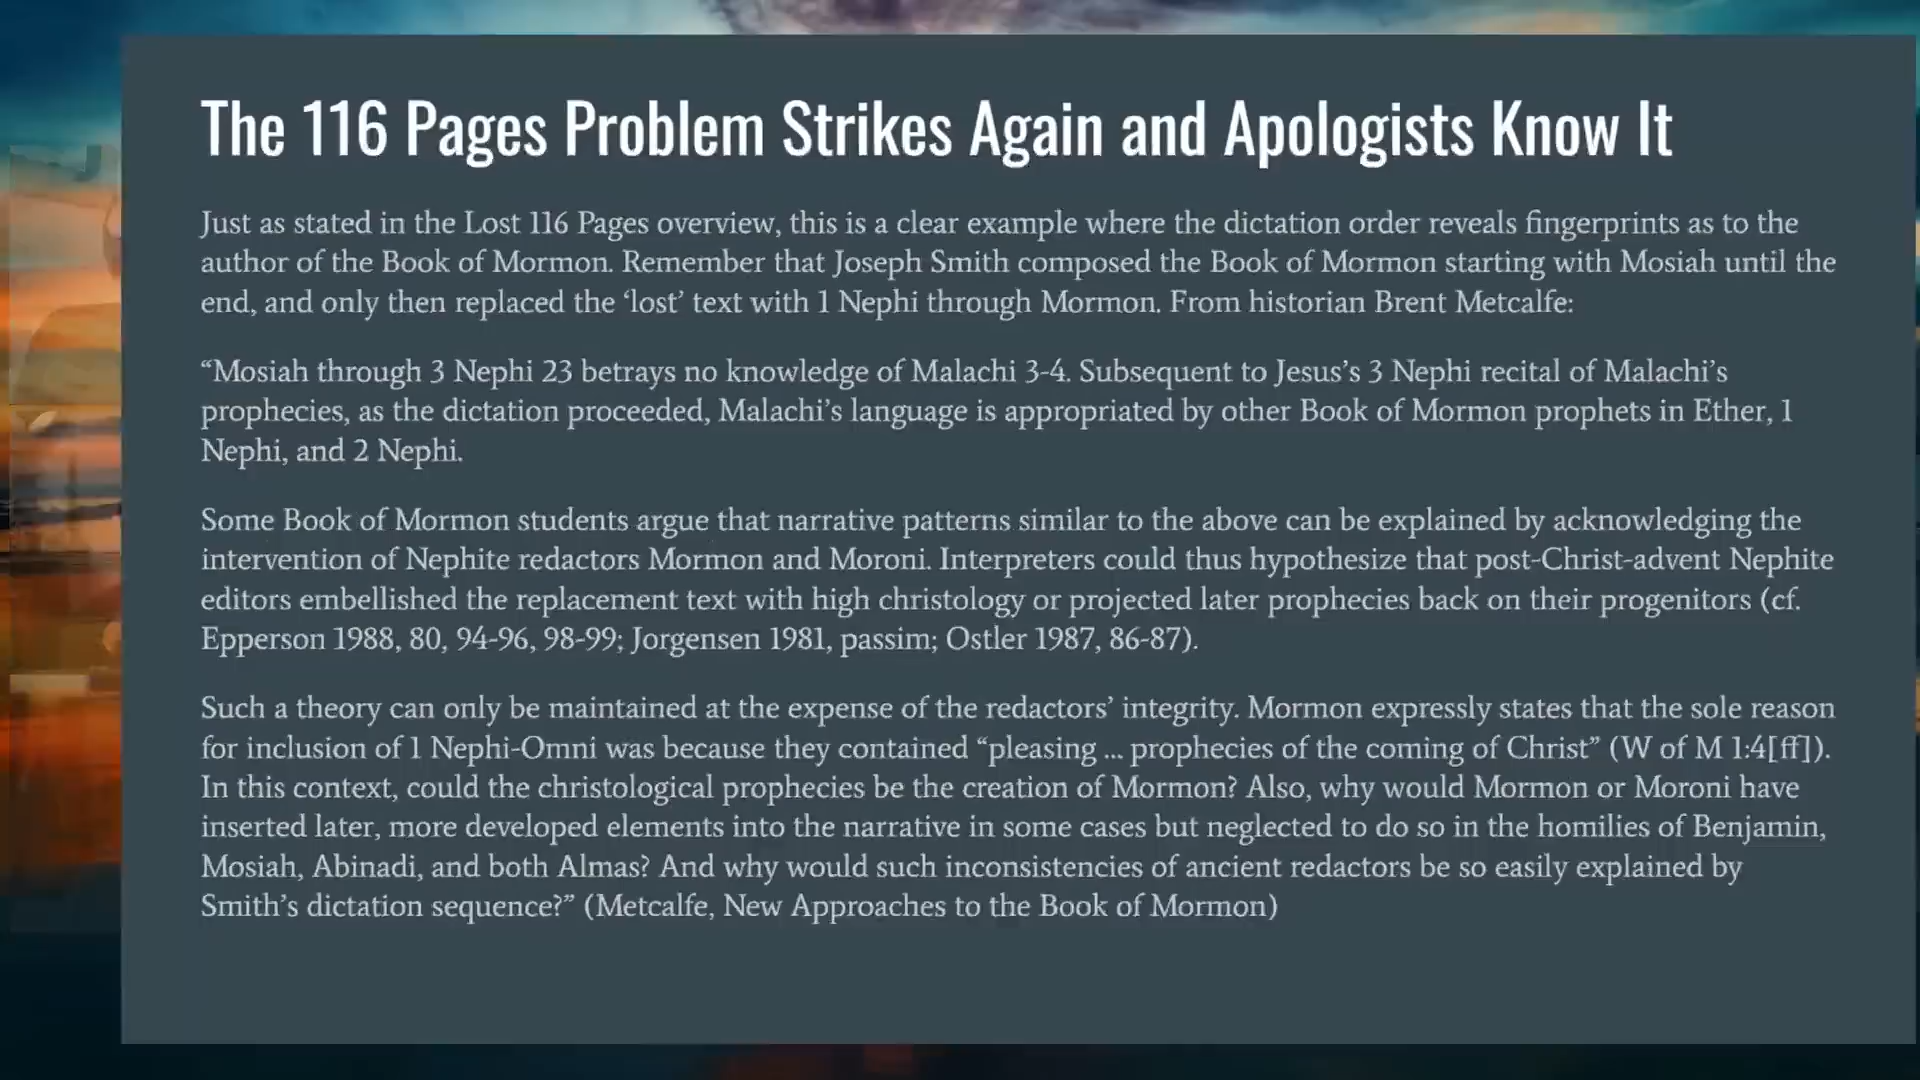 The 116 Pages Problem Strikes Again and Apologists Know It
Just as stated in the Lost 116 Pages overview, this is a clear example where the dictation order reveals fingerprints as to the
author of the Book of Mormon. Remember that Joseph Smith composed the Book of Mormon starting with Mosiah until the
end, and only then replaced the ‘lost’ text with 1 Nephi through Mormon. From historian Brent Metcalfe:
“Mosiah through 3 Nephi 23 betrays no knowledge of Malachi 3-4. Subsequent to Jesus’s 3 Nephi recital of Malachi’s
prophecies, as the dictation proceeded, Malachi’s language is appropriated by other Book of Mormon prophets in Ether, 1
Nephi, and 2 Nephi.
Some Book of Mormon students argue that narrative patterns similar to the above can be explained by acknowledging the
intervention of Nephite redactors Mormon and Moroni. Interpreters could thus hypothesize that post-Christ-advent Nephite
editors embellished the replacement text with high christology or projected later prophecies back on their progenitors (cf.
Epperson 1988, 80, 94-96, 98-99; Jorgensen 1981, passim; Ostler 1987, 86-87).
Such a theory can only be maintained at the expense of the redactors’ integrity. Mormon expressly states that the sole reason
for inclusion of 1 Nephi-Omni was because they contained “pleasing ... prophecies of the coming of Christ” (W of M 1:4[ff]).
In this context, could the christological prophecies be the creation of Mormon? Also, why would Mormon or Moroni have
inserted later, more developed elements into the narrative in some cases but neglected to do so in the homilies of Benjamin,
Mosiah, Abinadi, and both Almas? And why would such inconsistencies of ancient redactors be so easily explained by
Smith’s dictation sequence?” (Metcalfe, New Approaches to the Book of Mormon)